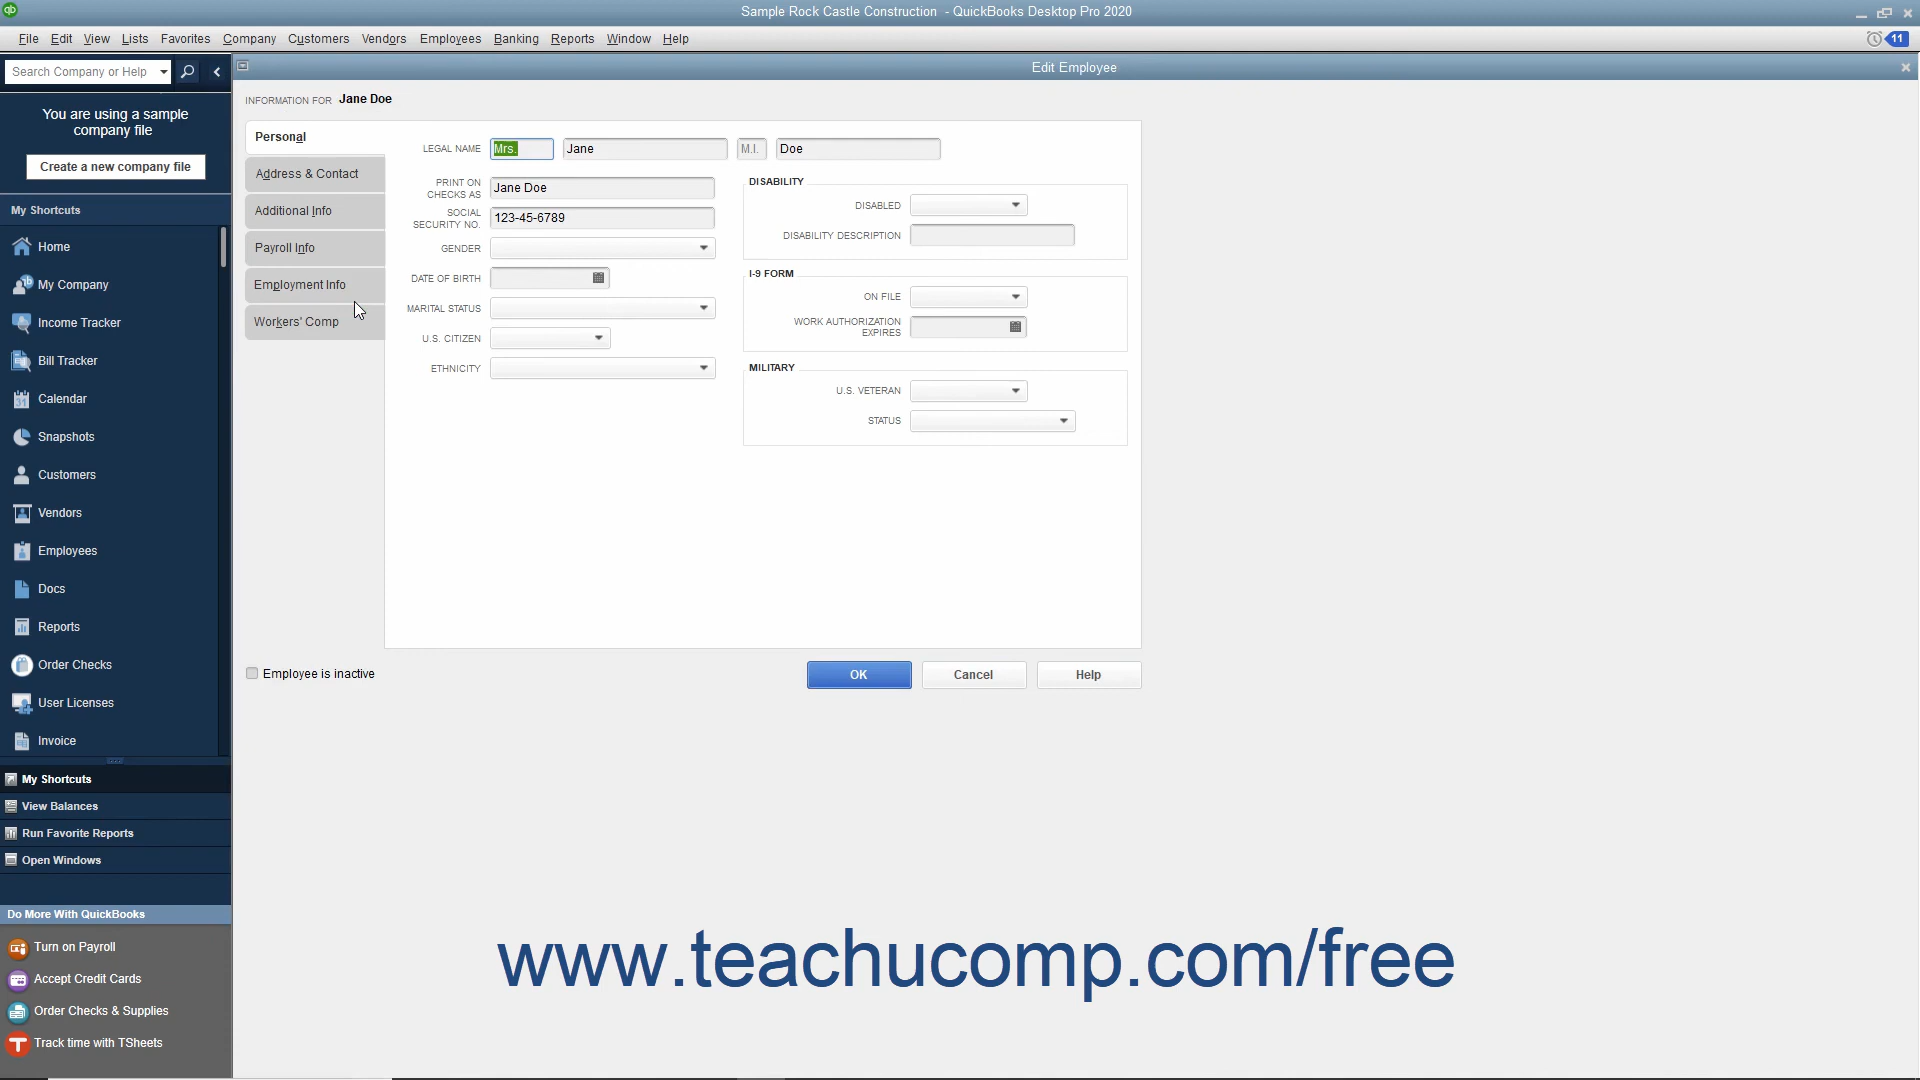 Sample Rock Castle Construction - QuickBooks Desktop Pro 2020
File Edit View Lists Favorites Company Customers Vendors Employees Banking Reports Window Help
11
Search Company or Help
Edit Employee
You are using a sample
company file
Create a new company file
My Shortcuts
Home
My Company
Income Tracker
Bill Tracker
Calendar
Snapshots
Customers
Vendors
Employees
Docs
Reports
Order Checks
User Licenses
Invoice
My Shortcuts
View Balances
Run Favorite Reports
Open Windows
Do More With QuickBooks
Turn on Payroll
Accept Credit Cards
Order Checks & Supplies
Track time with TSheets
INFORMATION FOR Jane Doe
Personal
Address & Contact
Additional Info
Payroll Info
Employment Info
Workers' Comp
LEGAL NAME Mrs. Jane M.I. Doe
PRINT ON
CHECKS AS Jane Doe
SOCIAL
SECURITY NO. 123-45-6789
GENDER
DATE OF BIRTH
MARITAL STATUS
U.S. CITIZEN
ETHNICITY
DISABILITY
DISABLED
DISABILITY DESCRIPTION
I-9 FORM
ON FILE
WORK AUTHORIZATION
EXPIRES
MILITARY
U.S. VETERAN
STATUS
Employee is inactive
OK Cancel Help
www.teachucomp.com/free